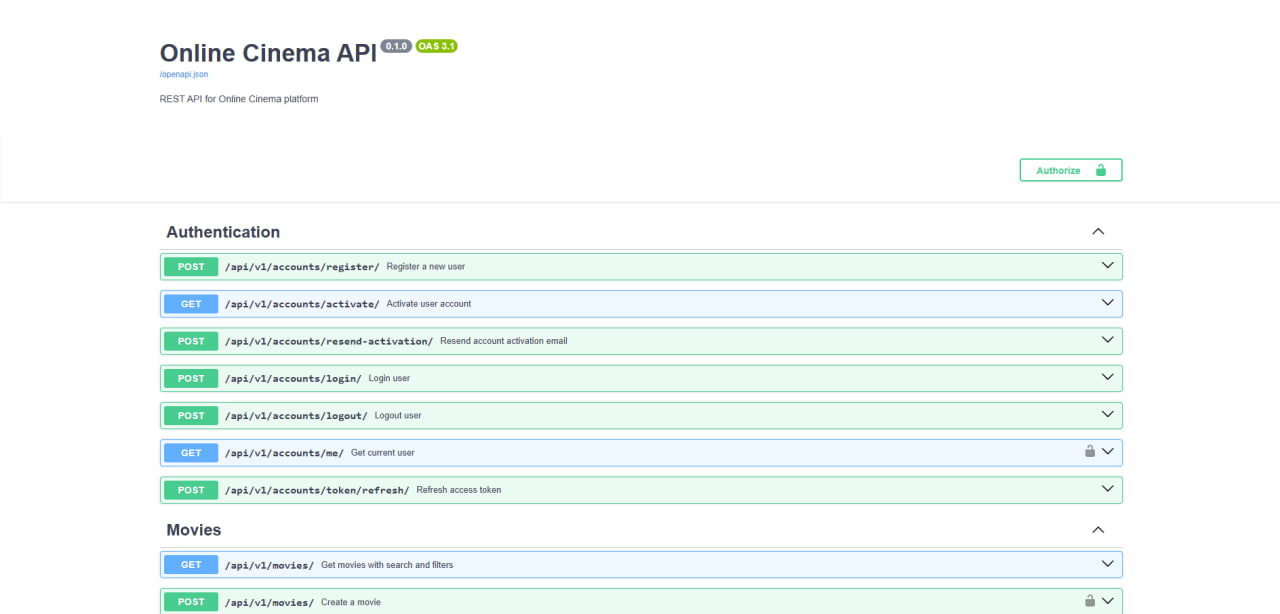 Online Cinema API 0.1.0 OAS 3.1
/openapi.json
REST API for Online Cinema platform
Authorize
Authentication
POST /api/v1/accounts/register/ Register a new user
GET /api/v1/accounts/activate/ Activate user account
POST /api/v1/accounts/resend-activation/ Resend account activation email
POST /api/v1/accounts/login/ Login user
POST /api/v1/accounts/logout/ Logout user
GET /api/v1/accounts/me/ Get current user
POST /api/v1/accounts/token/refresh/ Refresh access token
Movies
GET /api/v1/movies/ Get movies with search and filters
POST /api/v1/movies/ Create a movie